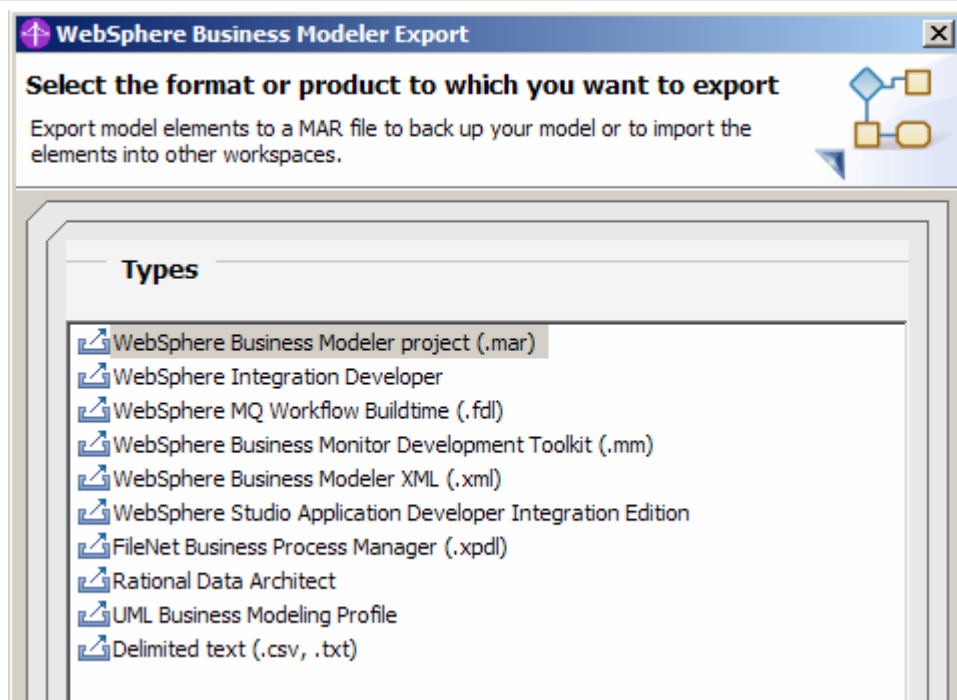 WebSphere Business Modeler Export
Select the format or product to which you want to export
Export model elements to a MAR file to back up your model or to import the
elements into other workspaces.
Types
WebSphere Business Modeler project (.mar)
WebSphere Integration Developer
WebSphere MQ Workflow Buildtime (.fdl)
WebSphere Business Monitor Development Toolkit (.mm)
WebSphere Business Modeler XML (.xml)
WebSphere Studio Application Developer Integration Edition
FileNet Business Process Manager (.xpdl)
Rational Data Architect
UML Business Modeling Profile
Delimited text (.csv, .txt)